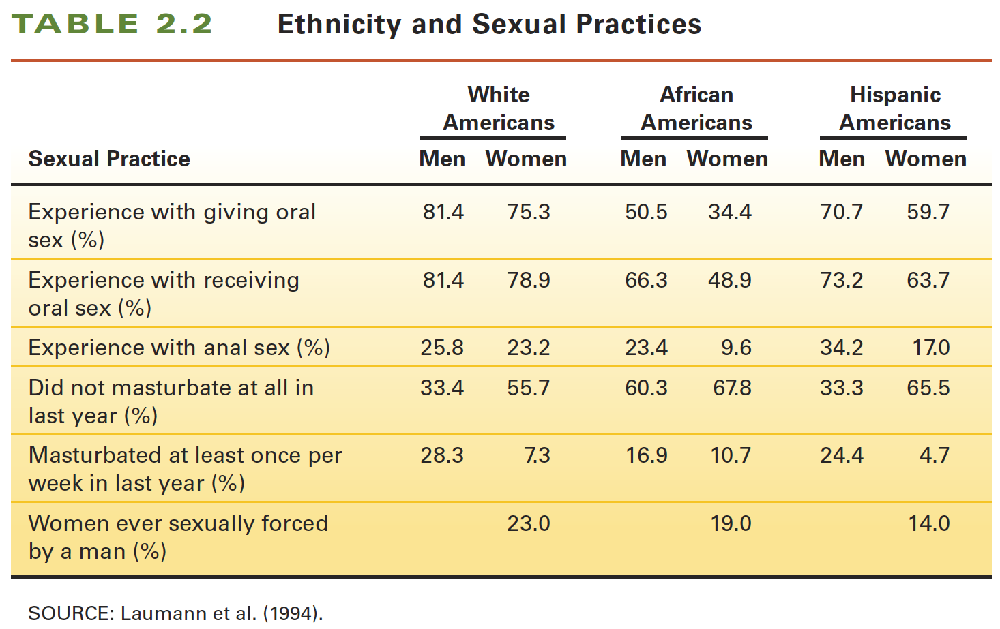 TABLE 2.2 Ethnicity and Sexual Practices
White African Hispanic
Americans Americans Americans
Sexual Practice Men Women Men Women Men Women
Experience with giving oral 81.4 75.3 50.5 34.4 70.7 59.7
sex (%)
Experience with receiving 81.4 78.9 66.3 48.9 73.2 63.7
oral sex (%)
Experience with anal sex (%) 25.8 23.2 23.4 9.6 34.2 17.0
Did not masturbate at all in 33.4 55.7 60.3 67.8 33.3 65.5
last year (%)
Masturbated at least once per 28.3 7.3 16.9 10.7 24.4 4.7
week in last year (%)
Women ever sexually forced 23.0 19.0 14.0
by a man (%)
SOURCE: Laumann et al. (1994).